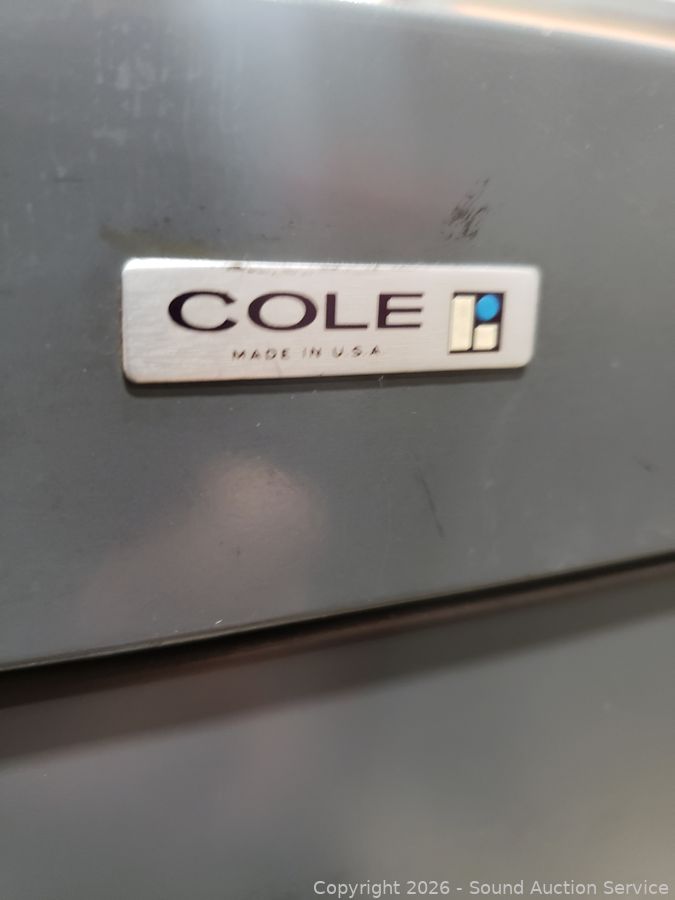 COLE
MADE IN U.S.A
Copyright 2026 - Sound Auction Service